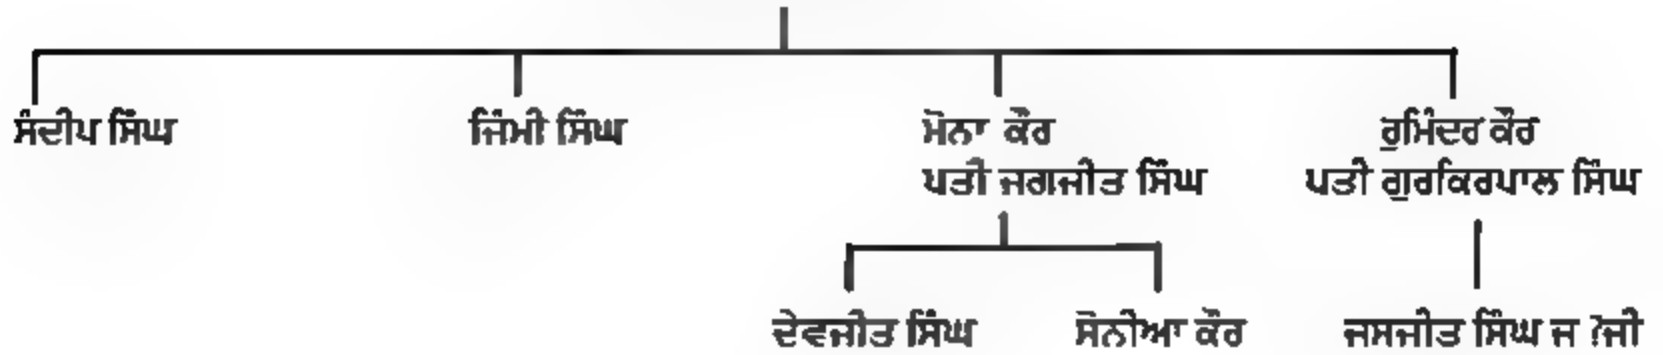 ਸੰਦੀਪ ਸਿੰਘ ਜਿੰਮੀ ਸਿੰਘ ਮੋਨਾ ਕੌਰ ਰੁਮਿੰਦਰ ਕੌਰ
ਪਤੀ ਜਗਜੀਤ ਸਿੰਘ ਪਤੀ ਗੁਰਕਿਰਪਾਲ ਸਿੰਘ
ਦੇਵਜੀਤ ਸਿੰਘ ਸੋਨੀਆ ਕੌਰ ਜਸਜੀਤ ਸਿੰਘ